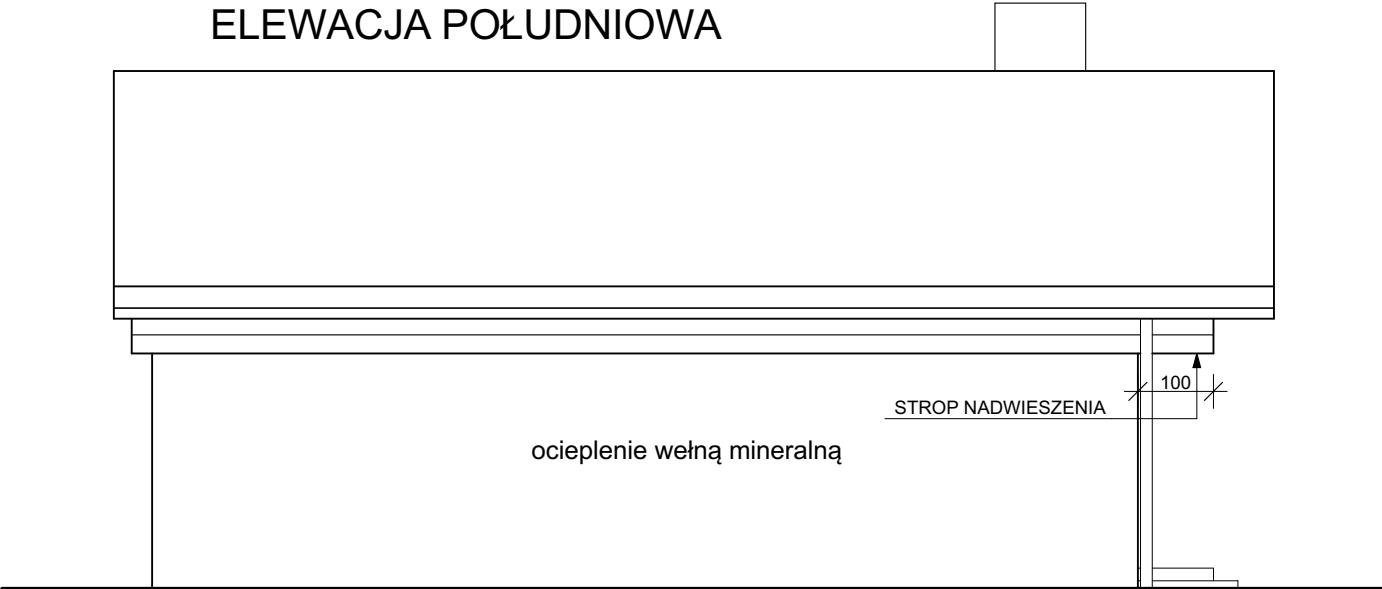 ELEWACJA POŁUDNIOWA
100
STROP NADWIESZENIA
ocieplenie wełną mineralną